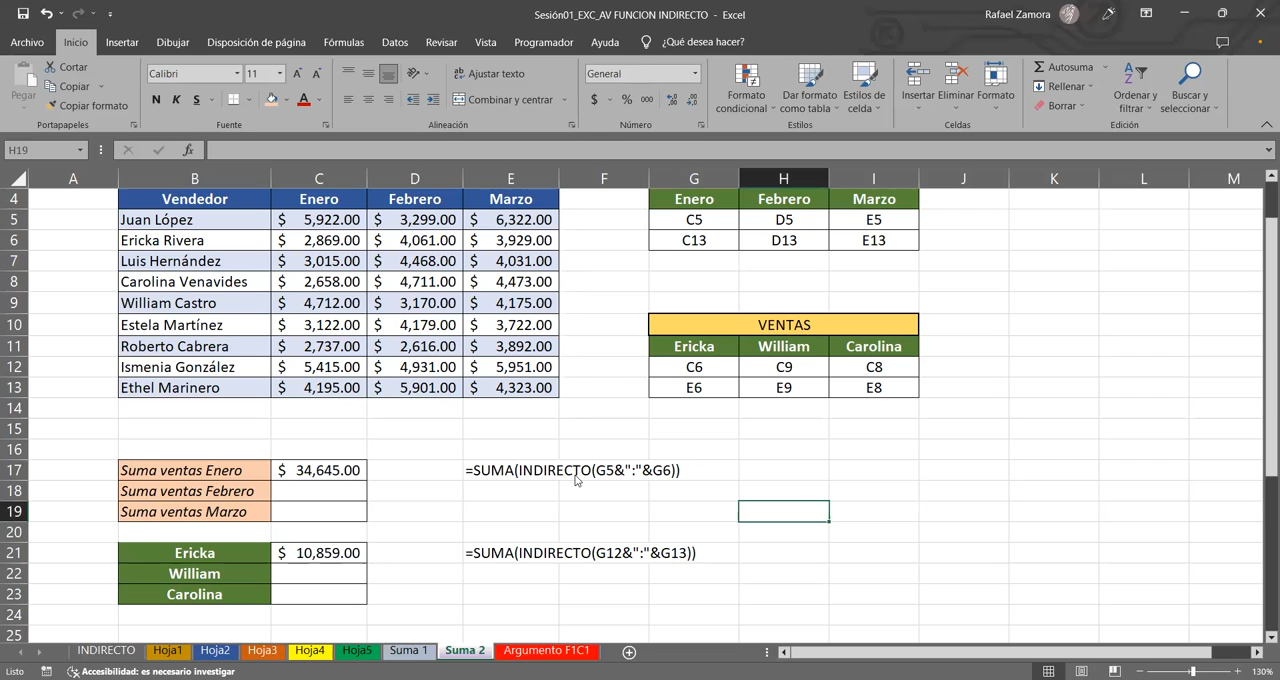 Sesión01_EXC_AV FUNCION INDIRECTO - Excel
Rafael Zamora
Archivo Inicio Insertar Dibujar Disposición de página Fórmulas Datos Revisar Vista Programador Ayuda ¿Qué desea hacer?
Pegar
Cortar
Copiar
Copiar formato
Portapapeles
Calibri 11
N K S
Fuente
Ajustar texto
Combinar y centrar
Alineación
General
$ % 000
Número
Formato condicional
Dar formato como tabla
Estilos de celda
Estilos
Insertar Eliminar Formato
Celdas
Autosuma
Rellenar
Borrar
Ordenar y filtrar
Buscar y seleccionar
Edición
H19 fx
A B C D E F G H I J K L M
4 Vendedor Enero Febrero Marzo Enero Febrero Marzo
5 Juan López $ 5,922.00 $ 3,299.00 $ 6,322.00 C5 D5 E5
6 Ericka Rivera $ 2,869.00 $ 4,061.00 $ 3,929.00 C13 D13 E13
7 Luis Hernández $ 3,015.00 $ 4,468.00 $ 4,031.00
8 Carolina Venavides $ 2,658.00 $ 4,711.00 $ 4,473.00
9 William Castro $ 4,712.00 $ 3,170.00 $ 4,175.00
10 Estela Martínez $ 3,122.00 $ 4,179.00 $ 3,722.00 VENTAS
11 Roberto Cabrera $ 2,737.00 $ 2,616.00 $ 3,892.00 Ericka William Carolina
12 Ismenia González $ 5,415.00 $ 4,931.00 $ 5,951.00 C6 C9 C8
13 Ethel Marinero $ 4,195.00 $ 5,901.00 $ 4,323.00 E6 E9 E8
14
15
16
17 Suma ventas Enero $ 34,645.00 =SUMA(INDIRECTO(G5&":"&G6))
18 Suma ventas Febrero
19 Suma ventas Marzo
20
21 Ericka $ 10,859.00 =SUMA(INDIRECTO(G12&":"&G13))
22 William
23 Carolina
24
25
INDIRECTO Hoja1 Hoja2 Hoja3 Hoja4 Hoja5 Suma 1 Suma 2 Argumento F1C1
Listo Accesibilidad: es necesario investigar 130%